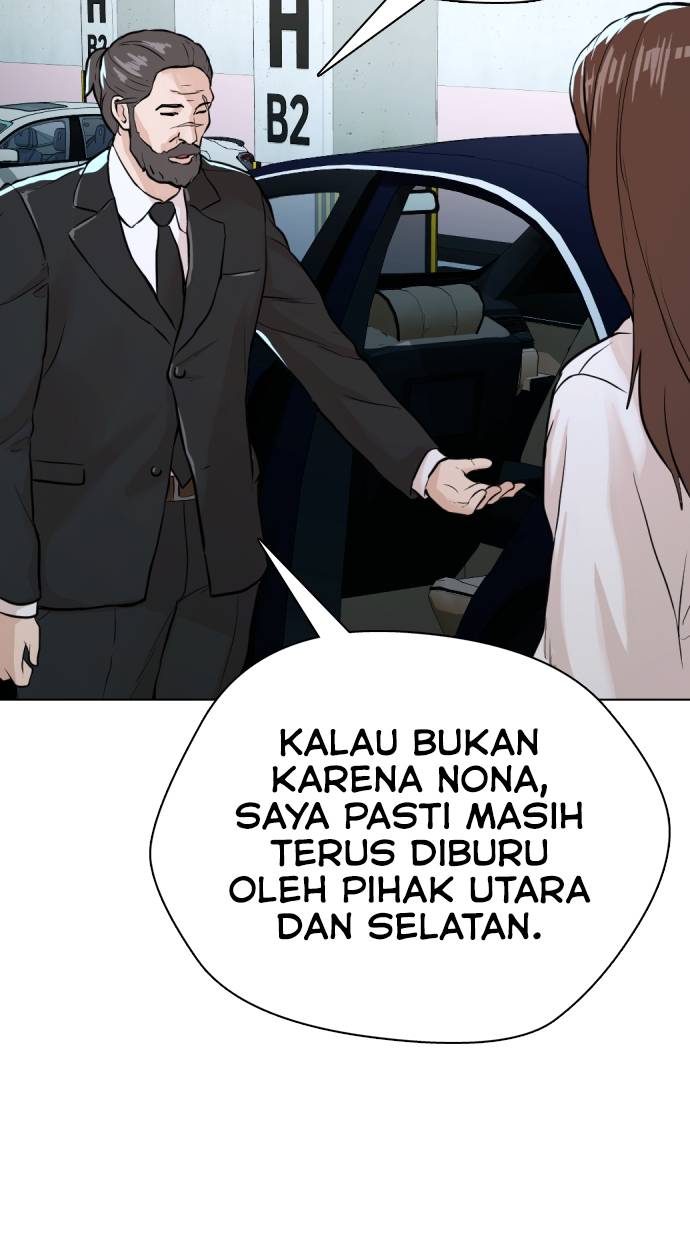 H
B2
H
B2
KALAU BUKAN
KARENA NONA,
SAYA PASTI MASIH
TERUS DIBURU
OLEH PIHAK UTARA
DAN SELATAN.